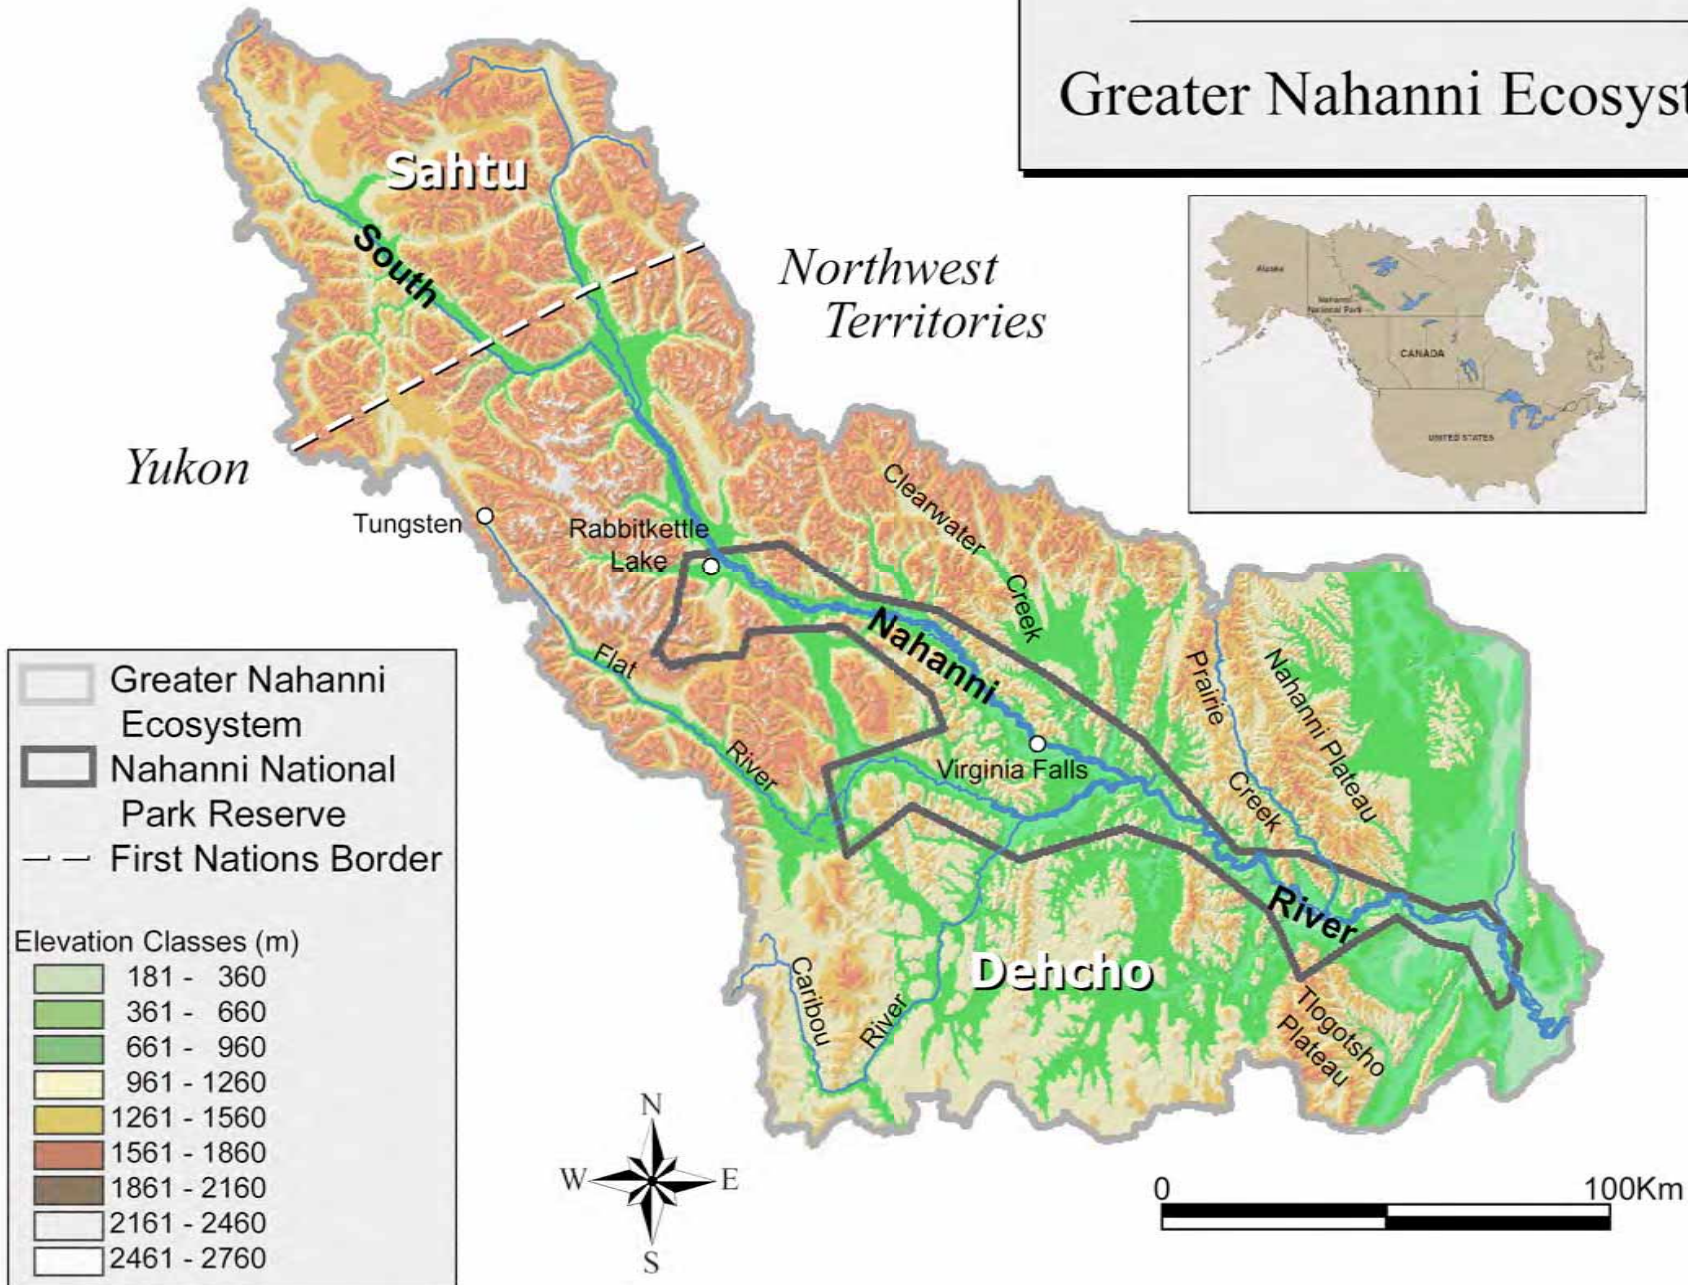 Greater Nahanni Ecosyst
Sahtu
South
Northwest
Territories
Yukon
Tungsten
Rabbitkettle
Lake
Clearwater
Creek
Nahanni
Flat
River
Virginia Falls
Prairie
Creek
Nahanni Plateau
River
Dehcho
Caribou
River
Tlogotsho
Plateau
Alaska
Nahanni
National Park
CANADA
UNITED STATES
Greater Nahanni
Ecosystem
Nahanni National
Park Reserve
First Nations Border
Elevation Classes (m)
181 - 360
361 - 660
661 - 960
961 - 1260
1261 - 1560
1561 - 1860
1861 - 2160
2161 - 2460
2461 - 2760
N
W E
S
0 100Km